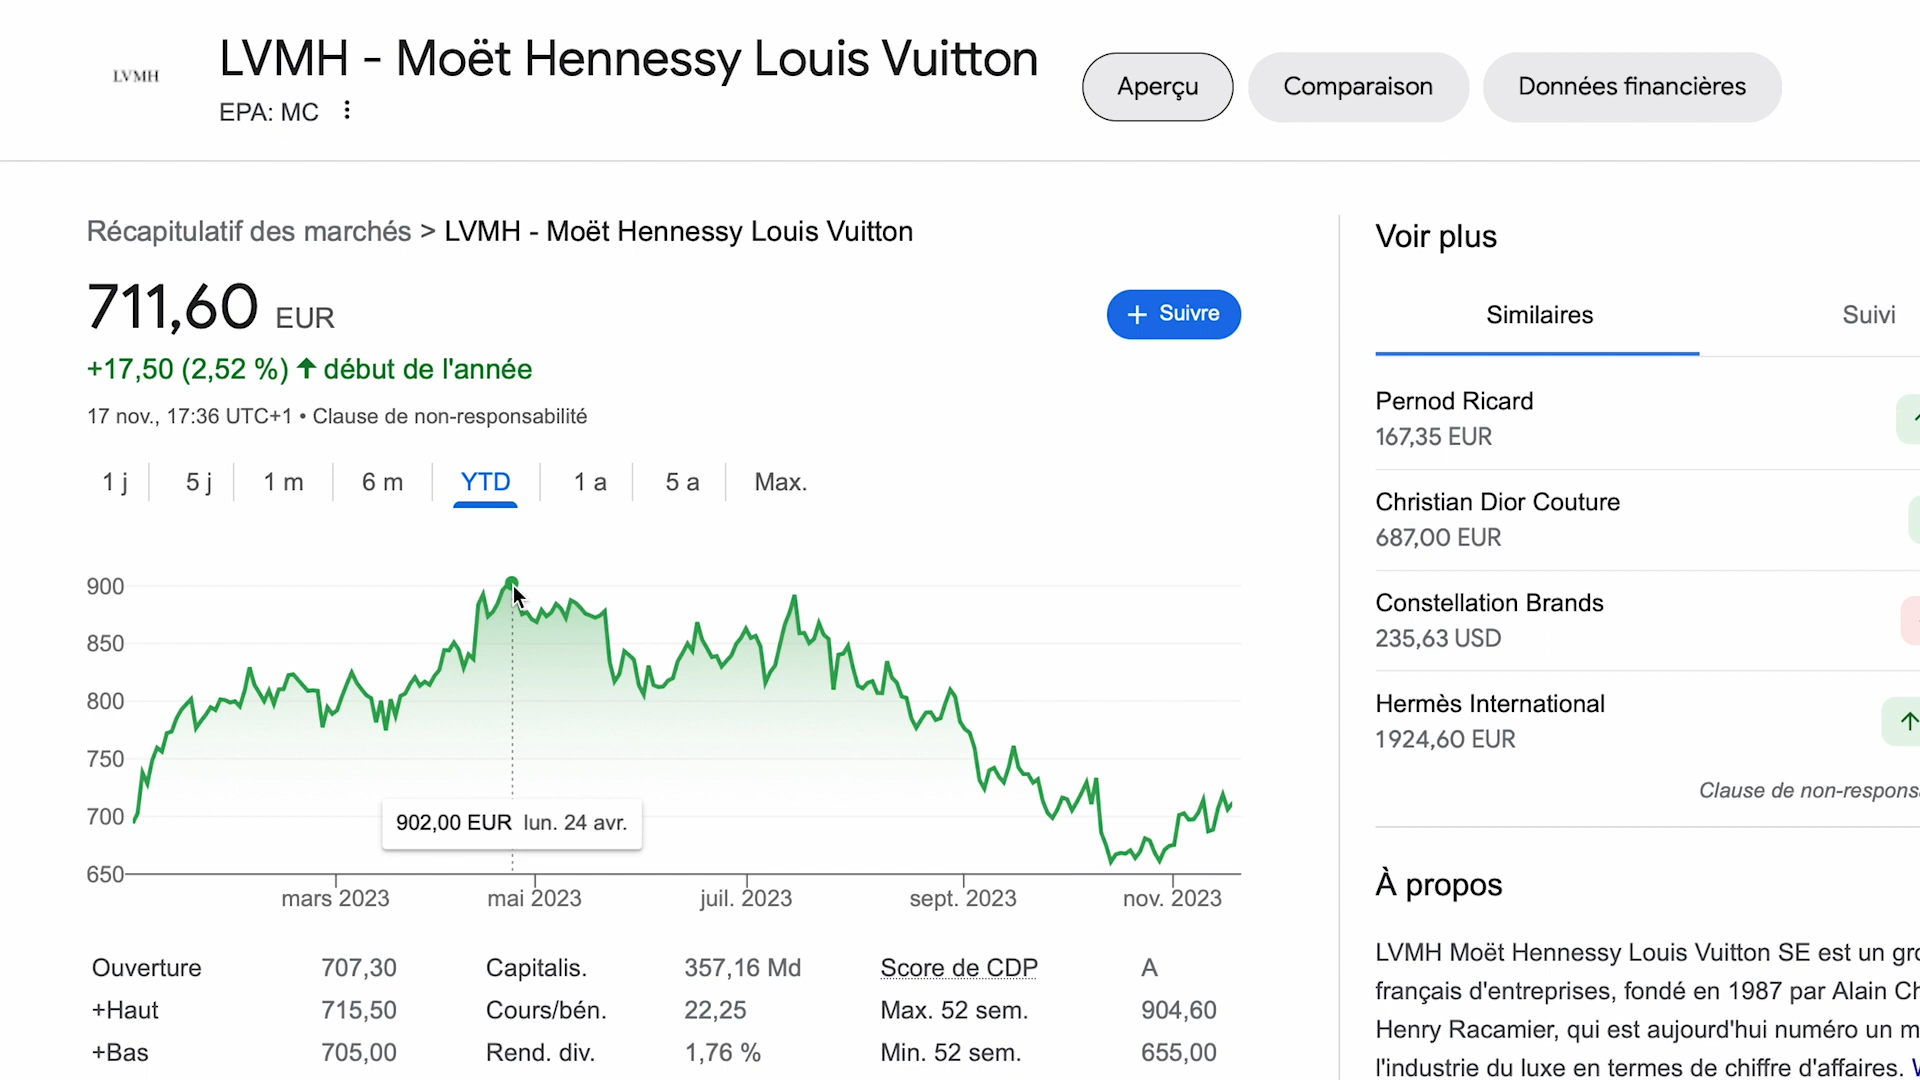 LVMH
LVMH - Moët Hennessy Louis Vuitton
EPA: MC
Aperçu
Comparaison
Données financières
Récapitulatif des marchés > LVMH - Moët Hennessy Louis Vuitton
711,60 EUR
+ Suivre
+17,50 (2,52 %) ↑ début de l'année
17 nov., 17:36 UTC+1 • Clause de non-responsabilité
1 j
5 j
1 m
6 m
YTD
1 a
5 a
Max.
900
850
800
750
700
650
902,00 EUR lun. 24 avr.
mars 2023
mai 2023
juil. 2023
sept. 2023
nov. 2023
Ouverture 707,30 Capitalis. 357,16 Md Score de CDP A
+Haut 715,50 Cours/bén. 22,25 Max. 52 sem. 904,60
+Bas 705,00 Rend. div. 1,76 % Min. 52 sem. 655,00
Voir plus
Similaires
Suivi
Pernod Ricard
167,35 EUR
Christian Dior Couture
687,00 EUR
Constellation Brands
235,63 USD
Hermès International
1 924,60 EUR
Clause de non-respons
À propos
LVMH Moët Hennessy Louis Vuitton SE est un gro
français d'entreprises, fondé en 1987 par Alain Ch
Henry Racamier, qui est aujourd'hui numéro un m
l'industrie du luxe en termes de chiffre d'affaires.